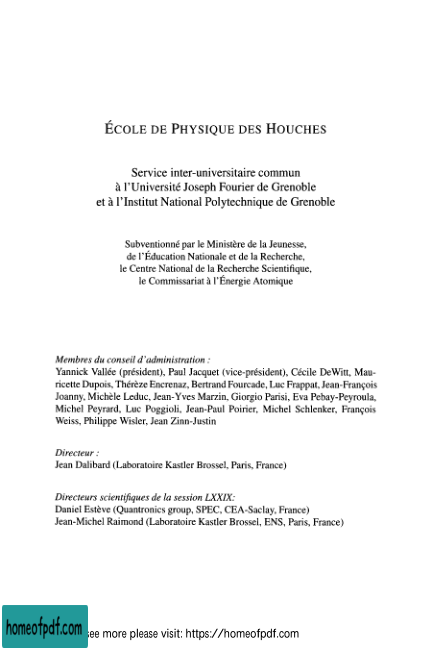 ÉCOLE DE PHYSIQUE DES HOUCHES
Service inter-universitaire commun
à l'Université Joseph Fourier de Grenoble
et à l'Institut National Polytechnique de Grenoble
Subventionné par le Ministère de la Jeunesse,
de l'Éducation Nationale et de la Recherche,
le Centre National de la Recherche Scientifique,
le Commissariat à l'Énergie Atomique
Membres du conseil d'administration :
Yannick Vallée (président), Paul Jacquet (vice-président), Cécile DeWitt, Mau-
ricette Dupois, Thérèze Encrenaz, Bertrand Fourcade, Luc Frappat, Jean-François
Joanny, Michèle Leduc, Jean-Yves Marzin, Giorgio Parisi, Eva Pebay-Peyroula,
Michel Peyrard, Luc Poggioli, Jean-Paul Poirier, Michel Schlenker, François
Weiss, Philippe Wisler, Jean Zinn-Justin
Directeur :
Jean Dalibard (Laboratoire Kastler Brossel, Paris, France)
Directeurs scientifiques de la session LXXIX:
Daniel Estève (Quantronics group, SPEC, CEA-Saclay, France)
Jean-Michel Raimond (Laboratoire Kastler Brossel, ENS, Paris, France)
homeofpdf.com
see more please visit: https://homeofpdf.com